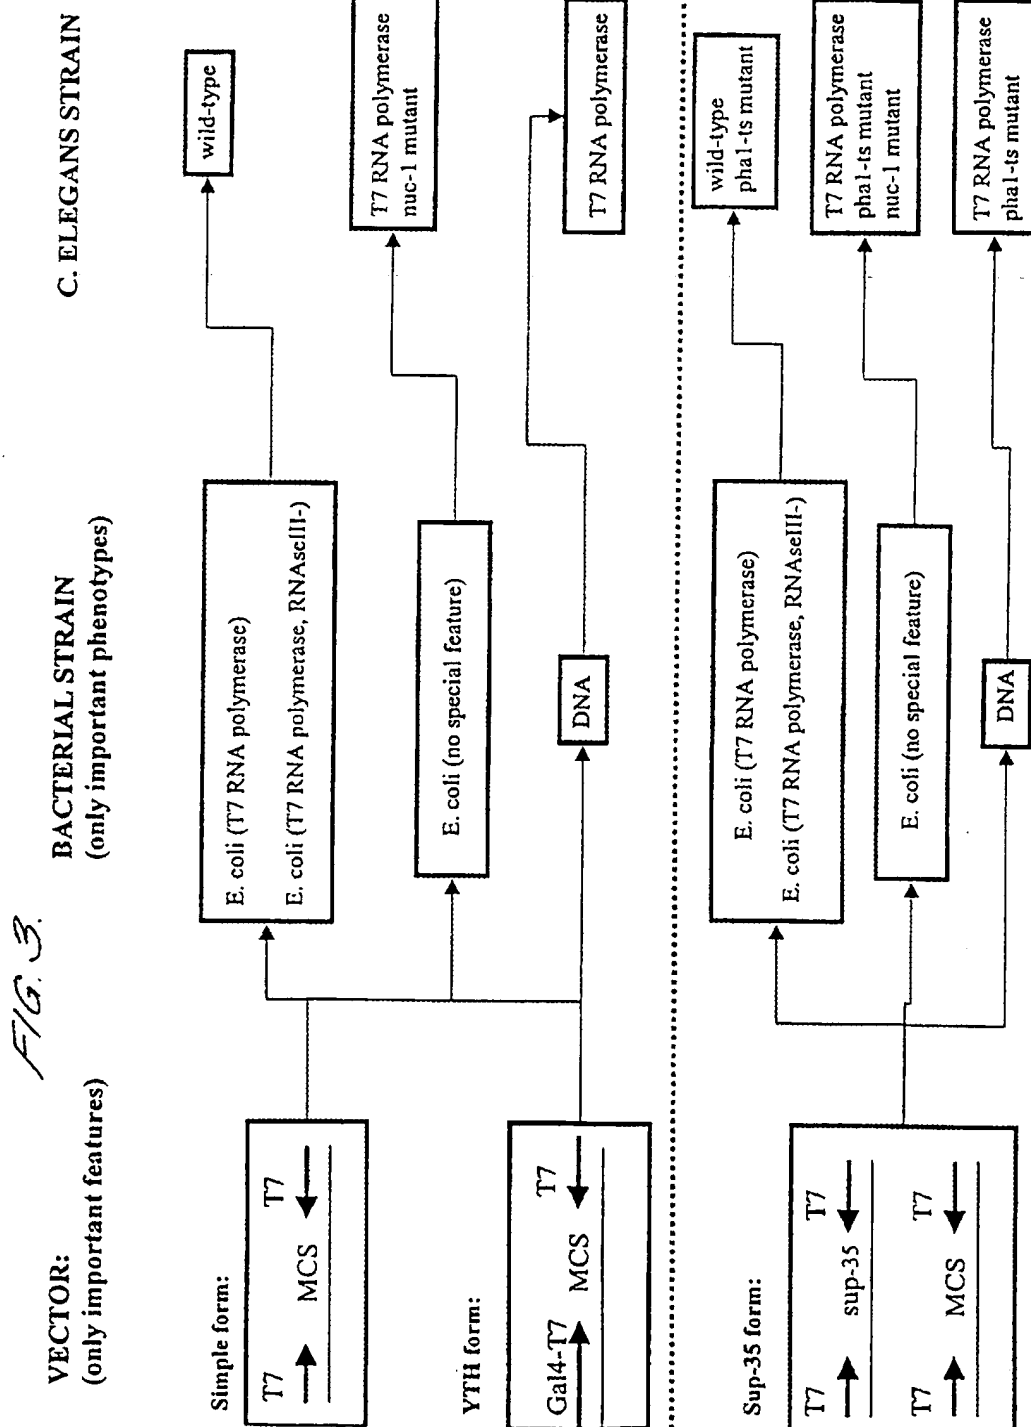 FIG. 3.
VECTOR:
(only important features)
BACTERIAL STRAIN
(only important phenotypes)
C. ELEGANS STRAIN
Simple form:
T7 T7
MCS
E. coli (T7 RNA polymerase)
E. coli (T7 RNA polymerase, RNAseIII-)
wild-type
E. coli (no special feature)
T7 RNA polymerase
nuc-1 mutant
YTH form:
Gal4-T7 T7
MCS
DNA
T7 RNA polymerase
Sup-35 form:
T7 T7
sup-35
T7 T7
MCS
E. coli (T7 RNA polymerase)
E. coli (T7 RNA polymerase, RNAseIII-)
wild-type
pha1-ts mutant
E. coli (no special feature)
T7 RNA polymerase
pha1-ts mutant
nuc-1 mutant
DNA
T7 RNA polymerase
pha1-ts mutant